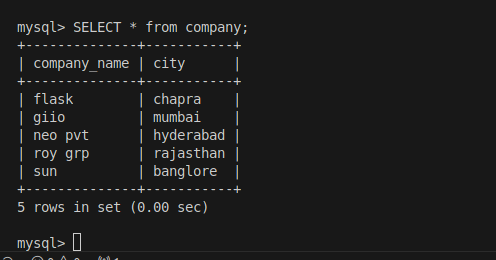 mysql> SELECT * from company;
+--------------+-----------+
| company_name | city      |
+--------------+-----------+
| flask        | chapra    |
| giio         | mumbai    |
| neo pvt      | hyderabad |
| roy grp      | rajasthan |
| sun          | banglore  |
+--------------+-----------+
5 rows in set (0.00 sec)
mysql>